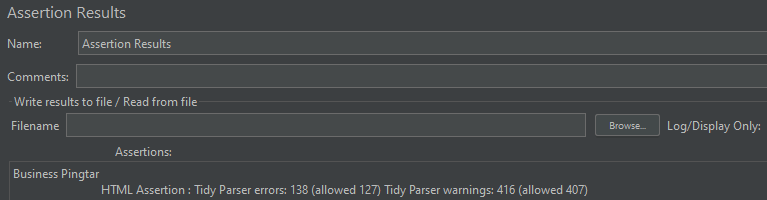 Assertion Results
Name: Assertion Results
Comments:
Write results to file / Read from file
Filename Browse... Log/Display Only:
Assertions:
Business Pingtar
HTML Assertion : Tidy Parser errors: 138 (allowed 127) Tidy Parser warnings: 416 (allowed 407)